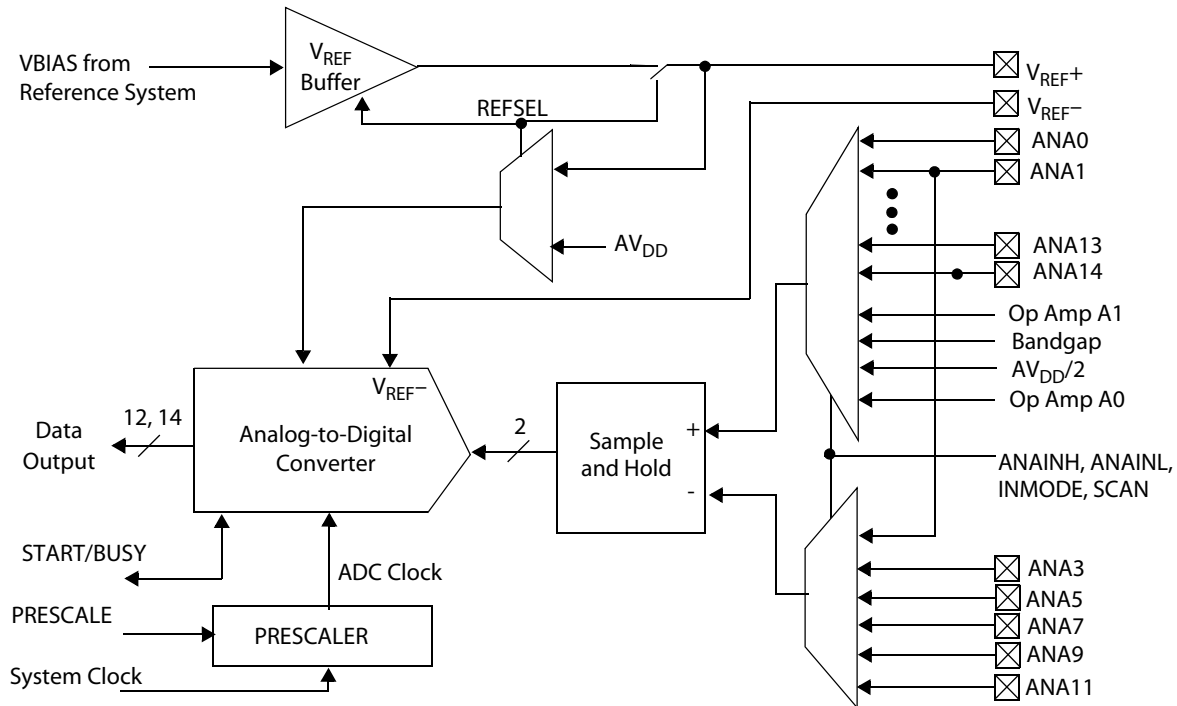 VBIAS from
Reference System
VREF
Buffer
REFSEL
VREF+
VREF−
ANA0
ANA1
AVDD
ANA13
ANA14
Op Amp A1
Bandgap
AVDD/2
Op Amp A0
VREF−
Data
Output
12, 14
Analog-to-Digital
Converter
2
Sample
and Hold
+
-
ANAINH, ANAINL,
INMODE, SCAN
START/BUSY
ADC Clock
PRESCALE
PRESCALER
System Clock
ANA3
ANA5
ANA7
ANA9
ANA11